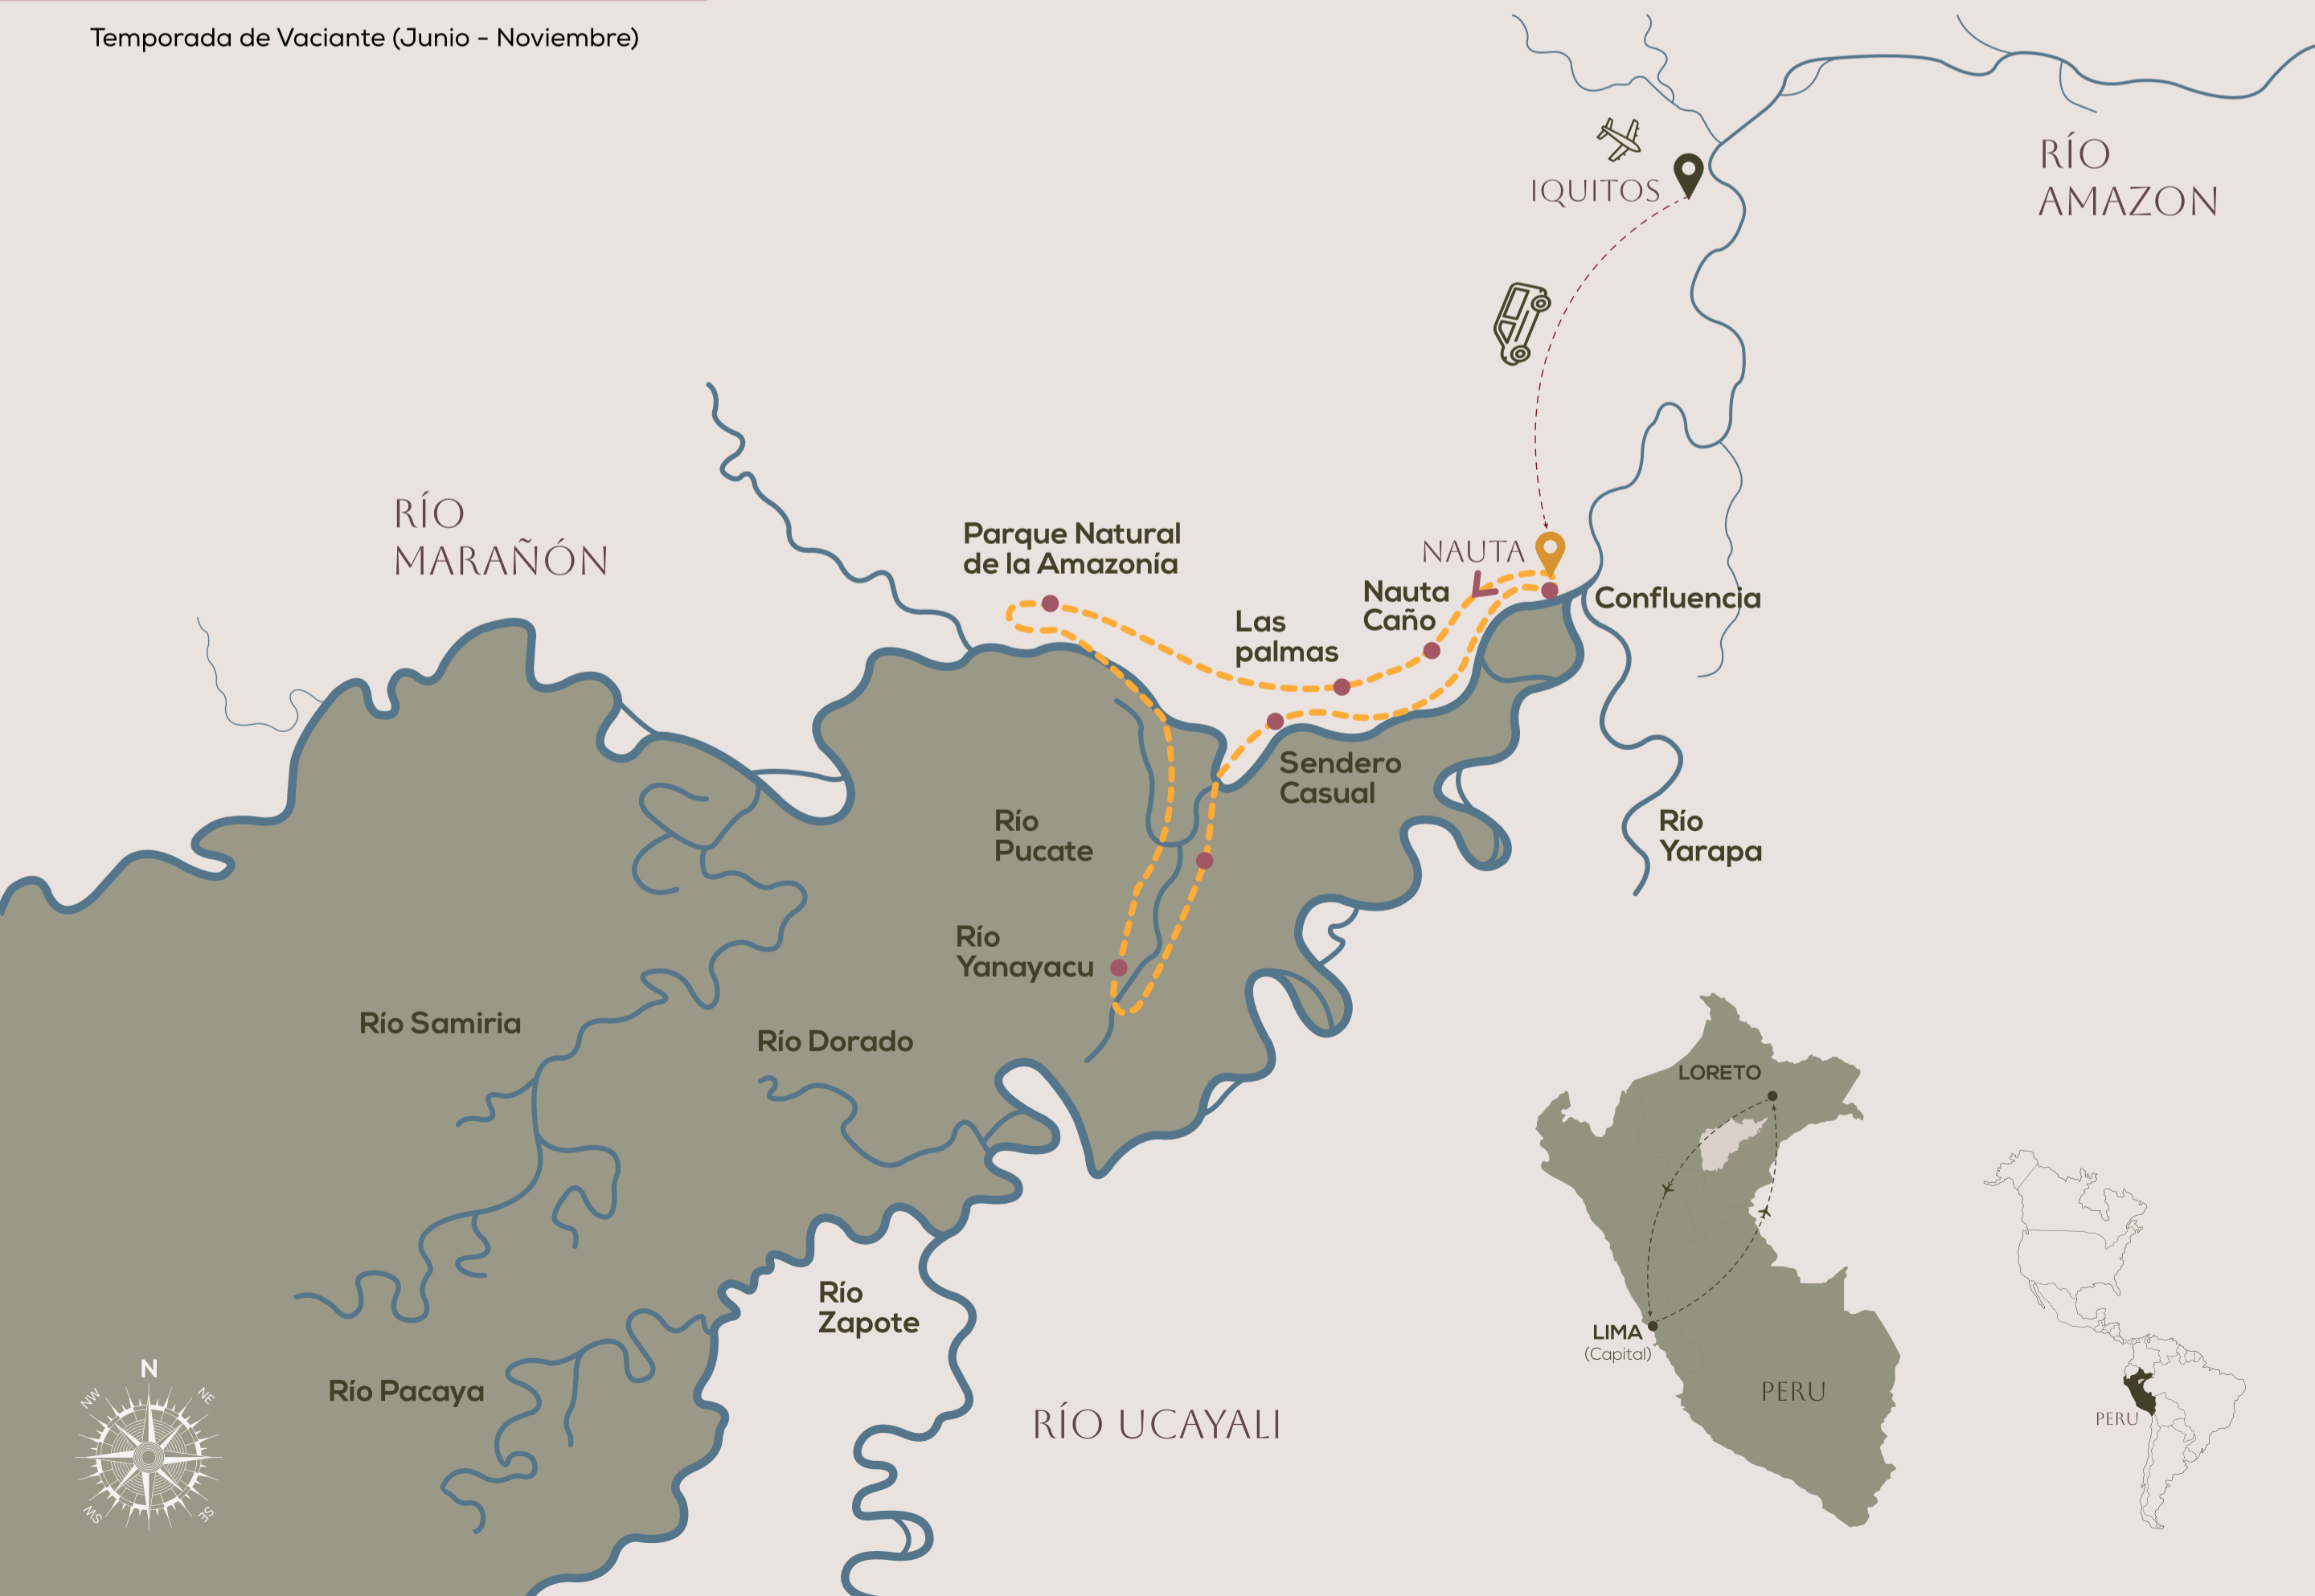 Temporada de Vaciante (Junio - Noviembre)
RÍO
AMAZON
IQUITOS
RÍO
MARAÑÓN
Parque Natural
de la Amazonía
NAUTA
Nauta
Caño
Confluencia
Las
palmas
Sendero
Casual
Río
Pucate
Río
Yarapa
Río
Yanayacu
Río Samiria
Río Dorado
LORETO
Río
Zapote
LIMA
(Capital)
Río Pacaya
PERU
RÍO UCAYALI
PERU
N
NW
NE
SW
SE